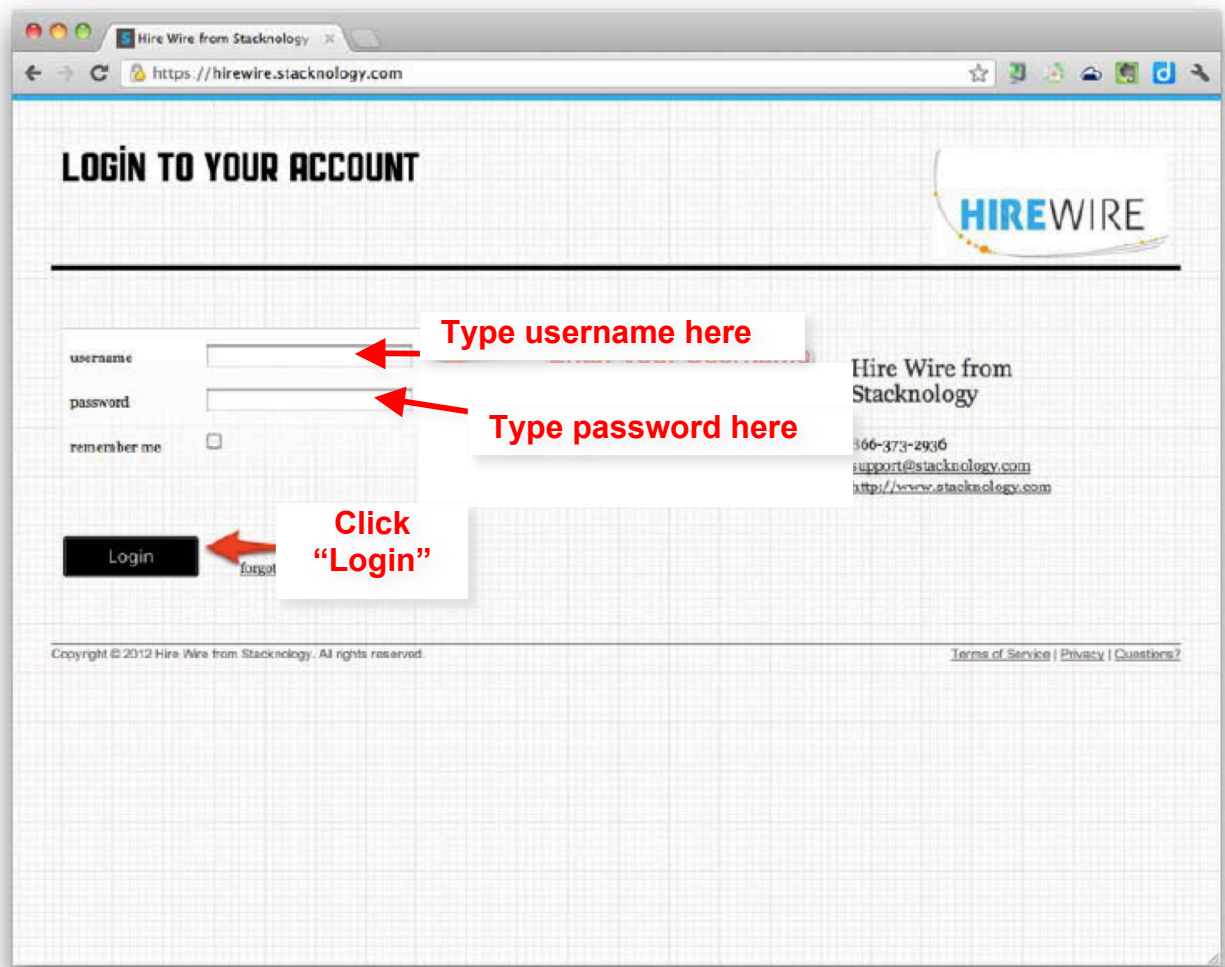 Hire Wire from Stacknology
https://hirewire.stacknology.com
LOGIN TO YOUR ACCOUNT
HIREWIRE
Type username here
username
Hire Wire from
Stacknology
password
Type password here
remember me
66-373-2936
support@stacknology.com
http://www.stacknology.com
Click
“Login”
Login
forgot
Copyright © 2012 Hire Wire from Stacknology. All rights reserved.
Terms of Service | Privacy | Questions?